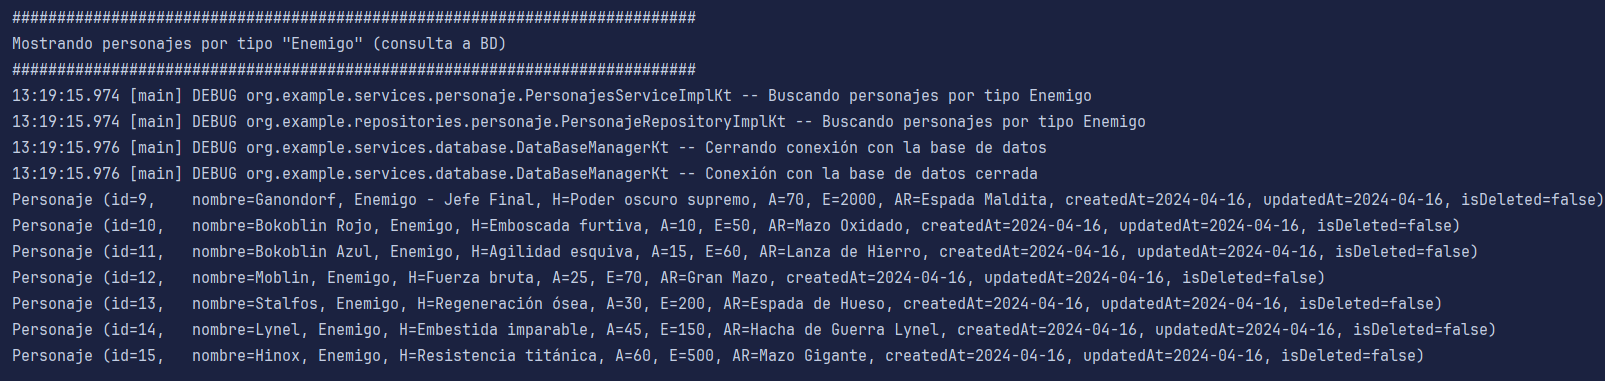 ############################################################################
Mostrando personajes por tipo "Enemigo" (consulta a BD)
############################################################################
13:19:15.974 [main] DEBUG org.example.services.personaje.PersonajesServiceImplKt -- Buscando personajes por tipo Enemigo
13:19:15.974 [main] DEBUG org.example.repositories.personaje.PersonajeRepositoryImplKt -- Buscando personajes por tipo Enemigo
13:19:15.976 [main] DEBUG org.example.services.database.DataBaseManagerKt -- Cerrando conexión con la base de datos
13:19:15.976 [main] DEBUG org.example.services.database.DataBaseManagerKt -- Conexión con la base de datos cerrada
Personaje (id=9,    nombre=Ganondorf, Enemigo - Jefe Final, H=Poder oscuro supremo, A=70, E=2000, AR=Espada Maldita, createdAt=2024-04-16, updatedAt=2024-04-16, isDeleted=false)
Personaje (id=10,   nombre=Bokoblin Rojo, Enemigo, H=Emboscada furtiva, A=10, E=50, AR=Mazo Oxidado, createdAt=2024-04-16, updatedAt=2024-04-16, isDeleted=false)
Personaje (id=11,   nombre=Bokoblin Azul, Enemigo, H=Agilidad esquiva, A=15, E=60, AR=Lanza de Hierro, createdAt=2024-04-16, updatedAt=2024-04-16, isDeleted=false)
Personaje (id=12,   nombre=Moblin, Enemigo, H=Fuerza bruta, A=25, E=70, AR=Gran Mazo, createdAt=2024-04-16, updatedAt=2024-04-16, isDeleted=false)
Personaje (id=13,   nombre=Stalfos, Enemigo, H=Regeneración ósea, A=30, E=200, AR=Espada de Hueso, createdAt=2024-04-16, updatedAt=2024-04-16, isDeleted=false)
Personaje (id=14,   nombre=Lynel, Enemigo, H=Embestida imparable, A=45, E=150, AR=Hacha de Guerra Lynel, createdAt=2024-04-16, updatedAt=2024-04-16, isDeleted=false)
Personaje (id=15,   nombre=Hinox, Enemigo, H=Resistencia titánica, A=60, E=500, AR=Mazo Gigante, createdAt=2024-04-16, updatedAt=2024-04-16, isDeleted=false)